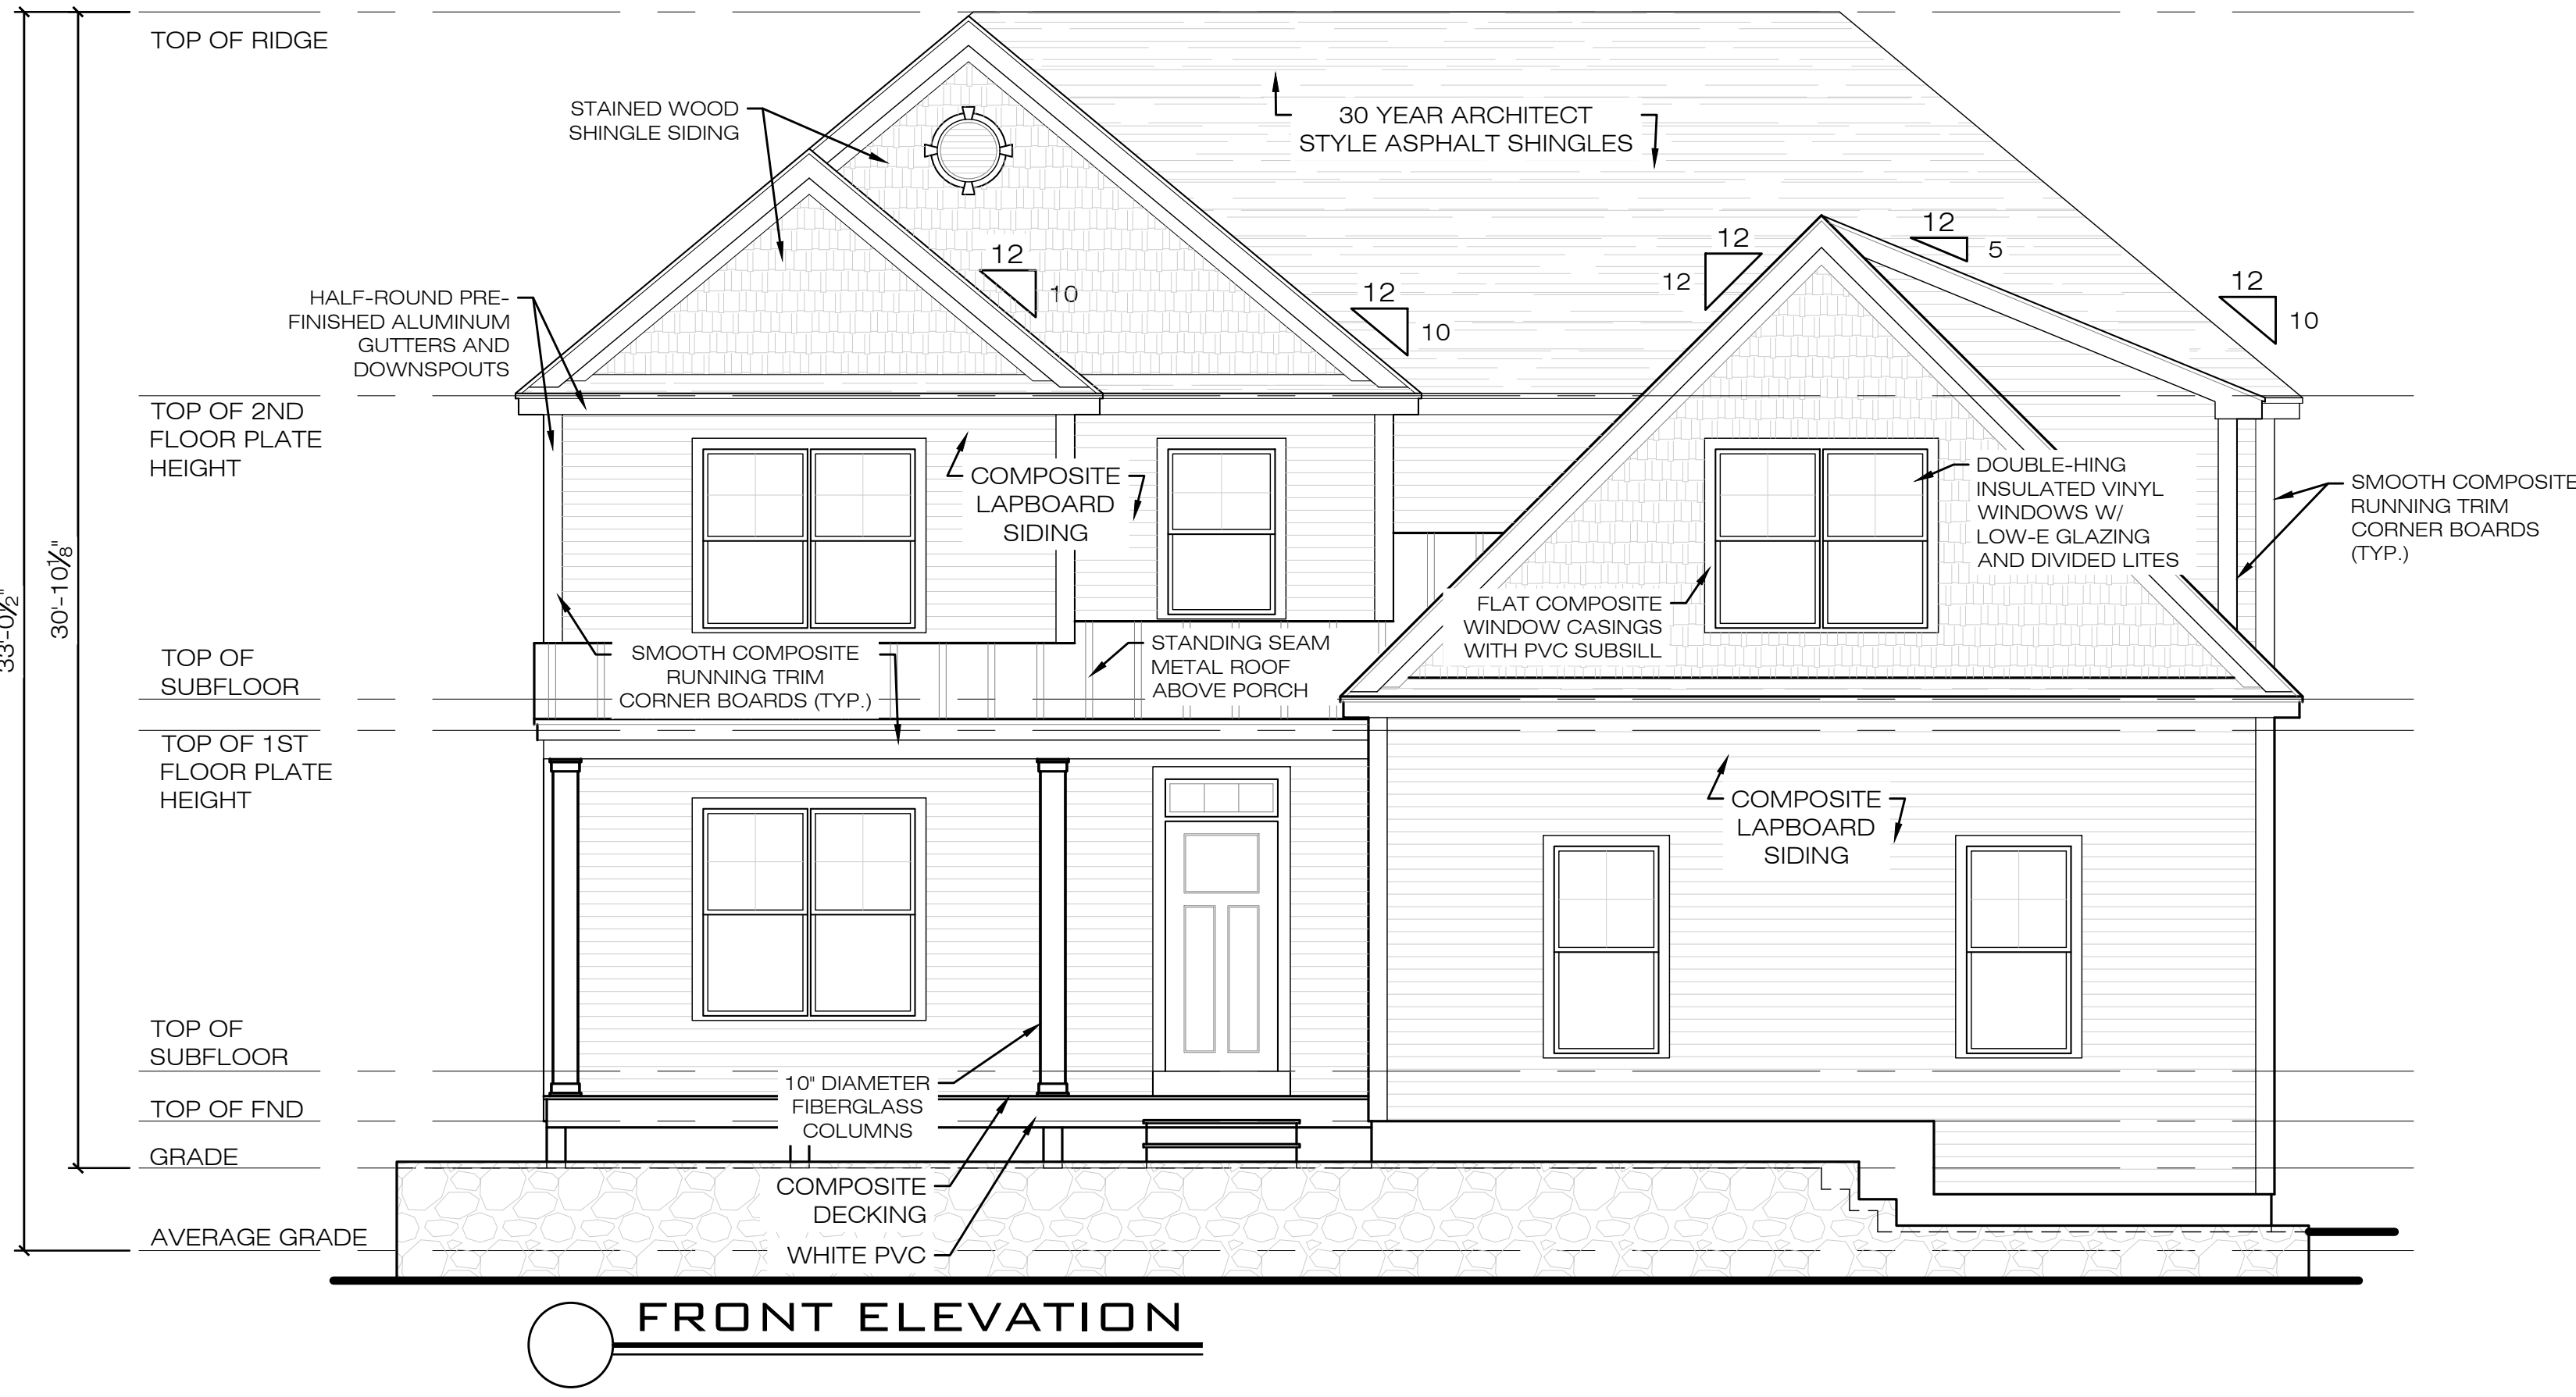 TOP OF RIDGE
STAINED WOOD
SHINGLE SIDING
30 YEAR ARCHITECT
STYLE ASPHALT SHINGLES
12
10
12
10
12
12
12
5
12
10
HALF-ROUND PRE-
FINISHED ALUMINUM
GUTTERS AND
DOWNSPOUTS
TOP OF 2ND
FLOOR PLATE
HEIGHT
COMPOSITE
LAPBOARD
SIDING
DOUBLE-HING
INSULATED VINYL
WINDOWS W/
LOW-E GLAZING
AND DIVIDED LITES
SMOOTH COMPOSITE
RUNNING TRIM
CORNER BOARDS
(TYP.)
33'-0½"
30'-10⅛"
FLAT COMPOSITE
WINDOW CASINGS
WITH PVC SUBSILL
TOP OF
SUBFLOOR
SMOOTH COMPOSITE
RUNNING TRIM
CORNER BOARDS (TYP.)
STANDING SEAM
METAL ROOF
ABOVE PORCH
TOP OF 1ST
FLOOR PLATE
HEIGHT
COMPOSITE
LAPBOARD
SIDING
TOP OF
SUBFLOOR
10" DIAMETER
FIBERGLASS
COLUMNS
TOP OF FND
GRADE
COMPOSITE
DECKING
WHITE PVC
AVERAGE GRADE
FRONT ELEVATION